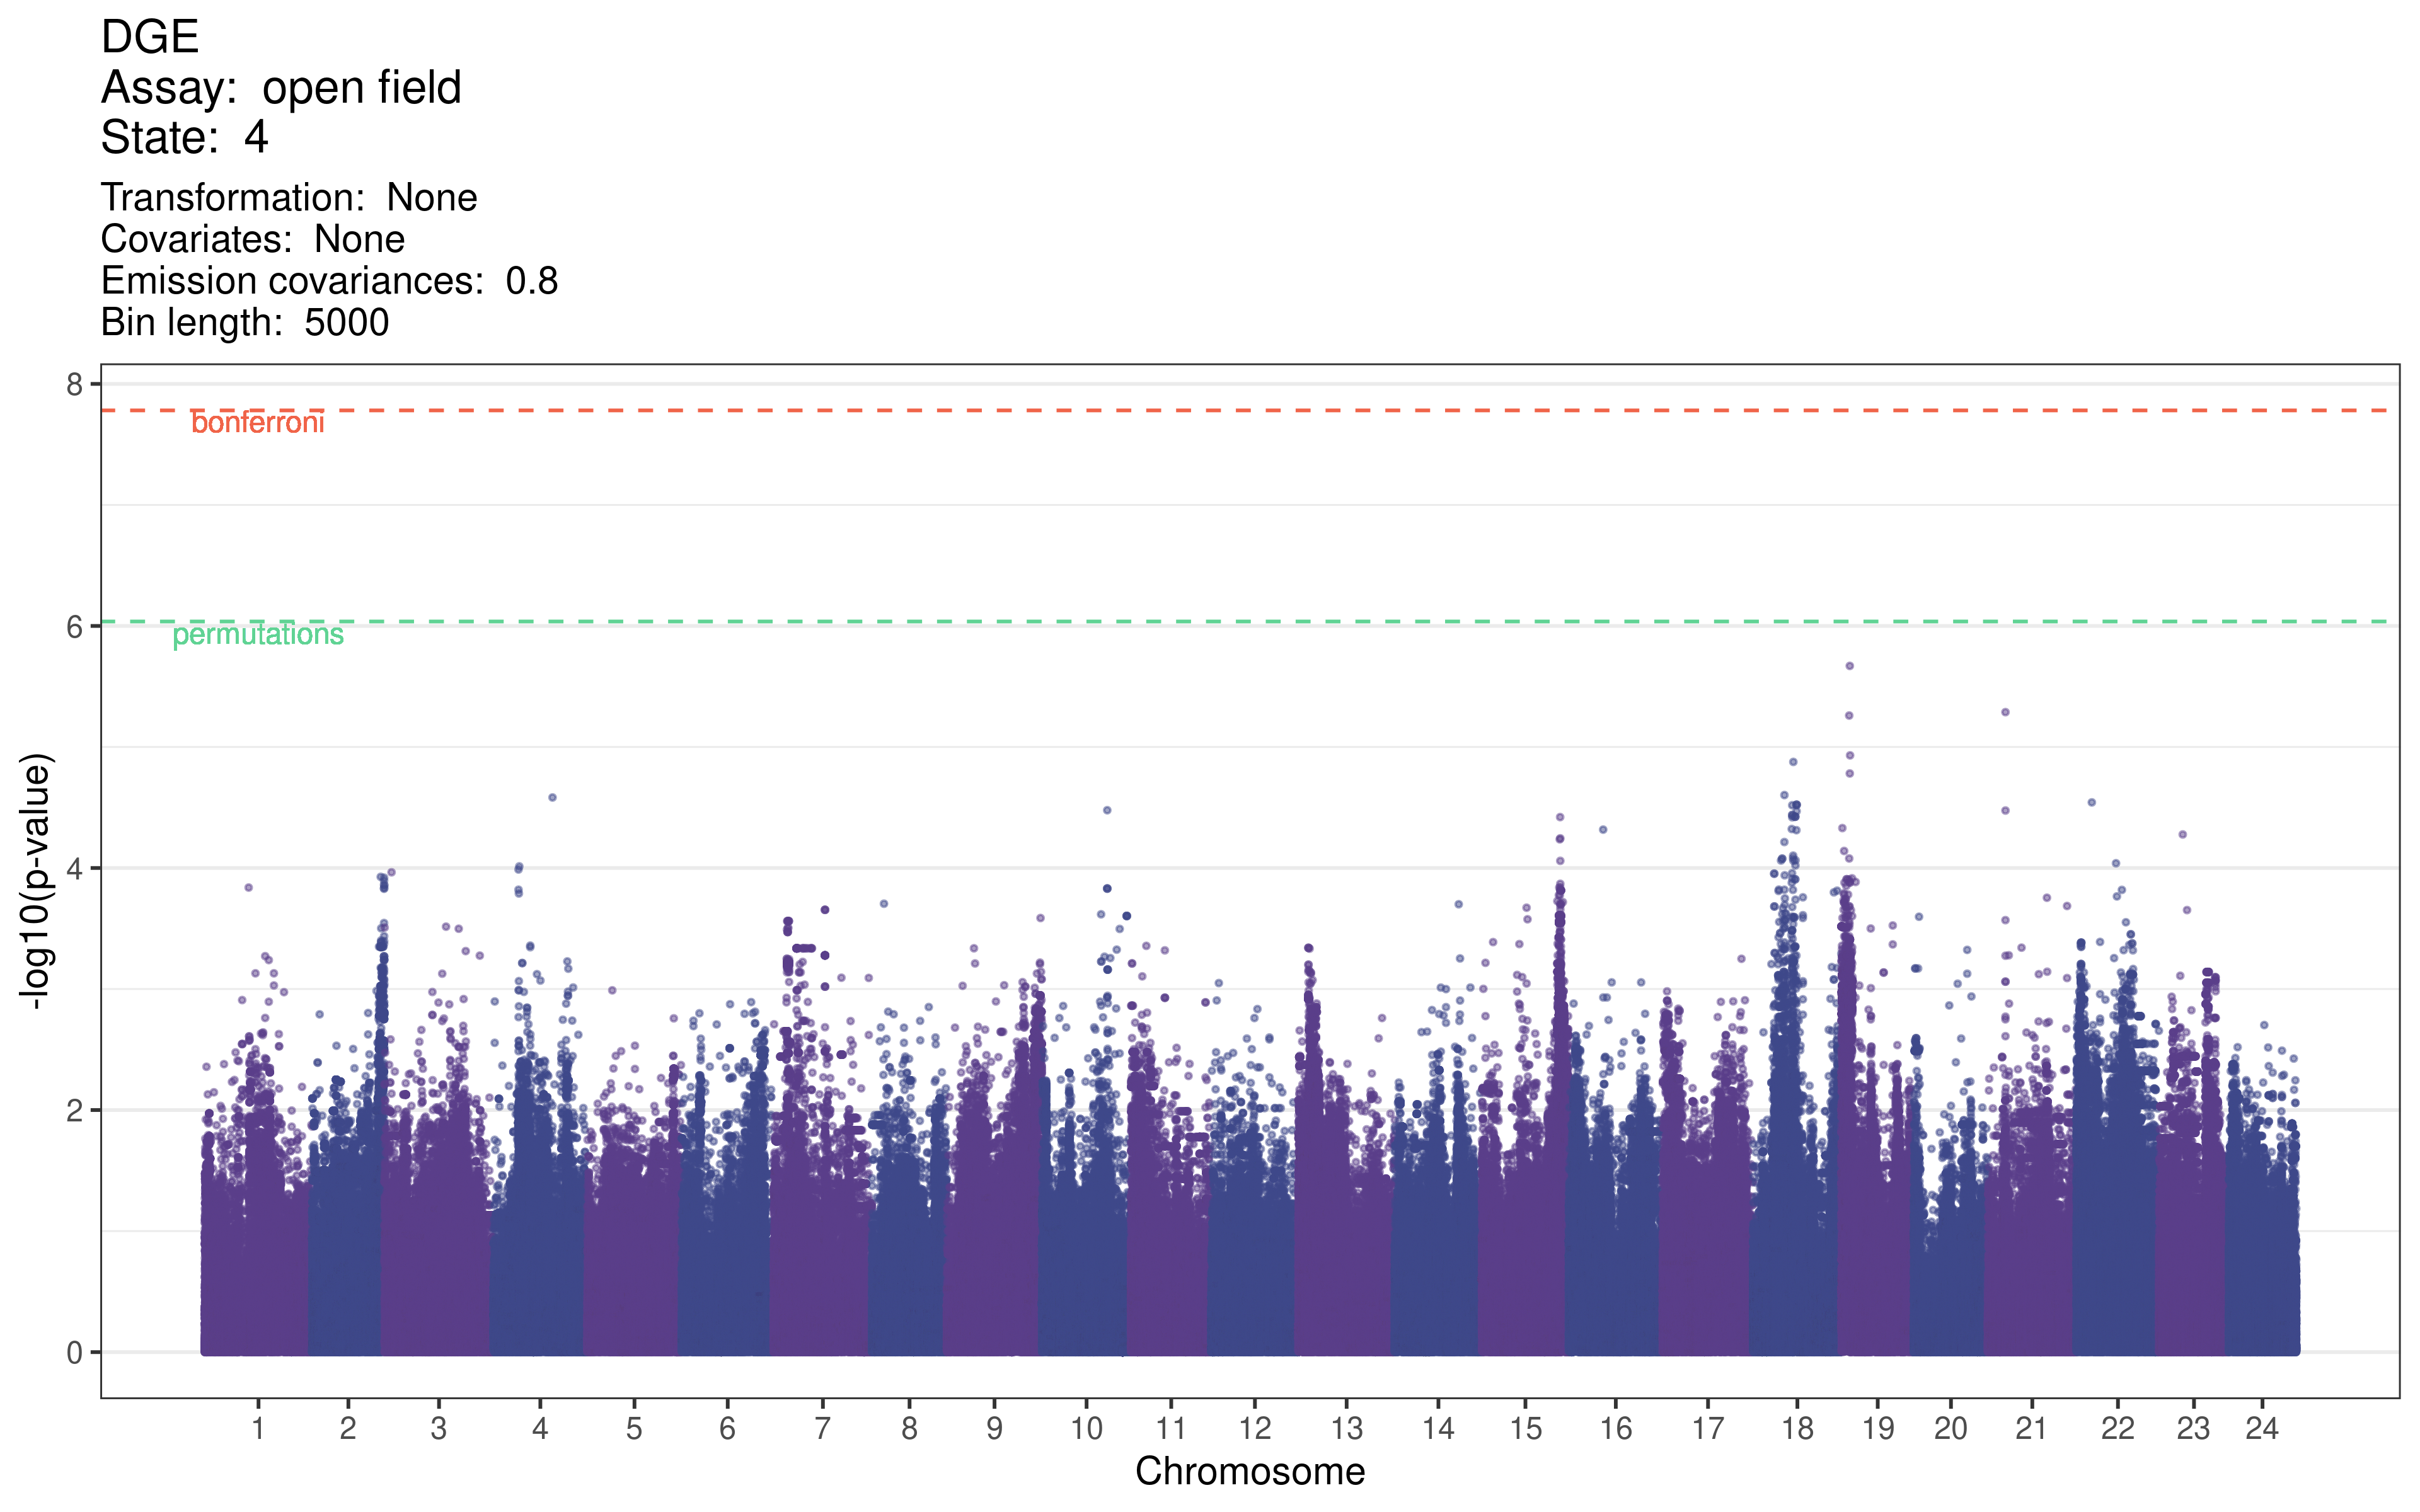 DGE
Assay:  open field
State:  4
Transformation:  None
Covariates:  None
Emission covariances:  0.8
Bin length:  5000
8
bonferroni
6
permutations
4
2
0
-log10(p-value)
1 2 3 4 5 6 7 8 9 10 11 12 13 14 15 16 17 18 19 20 21 22 23 24
Chromosome